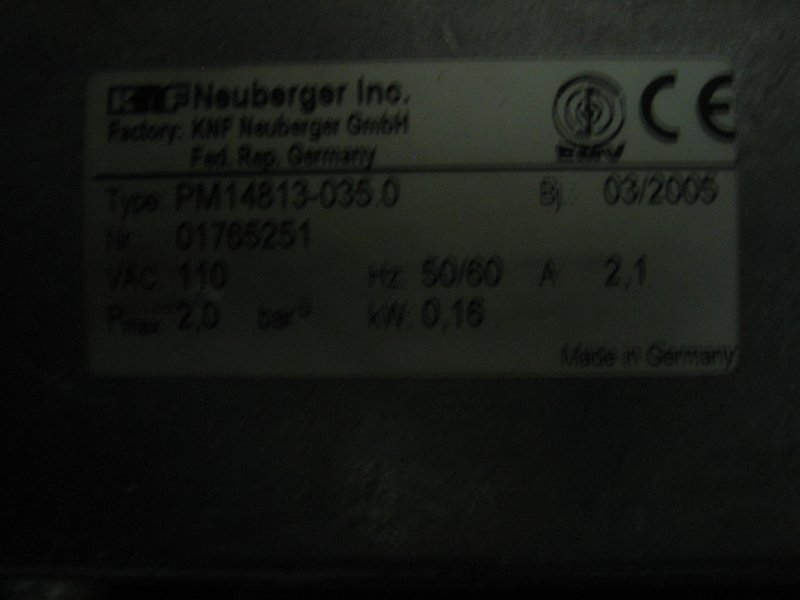 KNF Neuberger Inc.
Factory: KNF Neuberger GmbH
Fed. Rep. Germany
EMV CE
Type: PM14813-035.0 Bj.: 03/2005
Nr. 01765251
VAC 110 Hz 50/60 A: 2,1
Pmax 2,0 bar kW: 0,16
Made in Germany